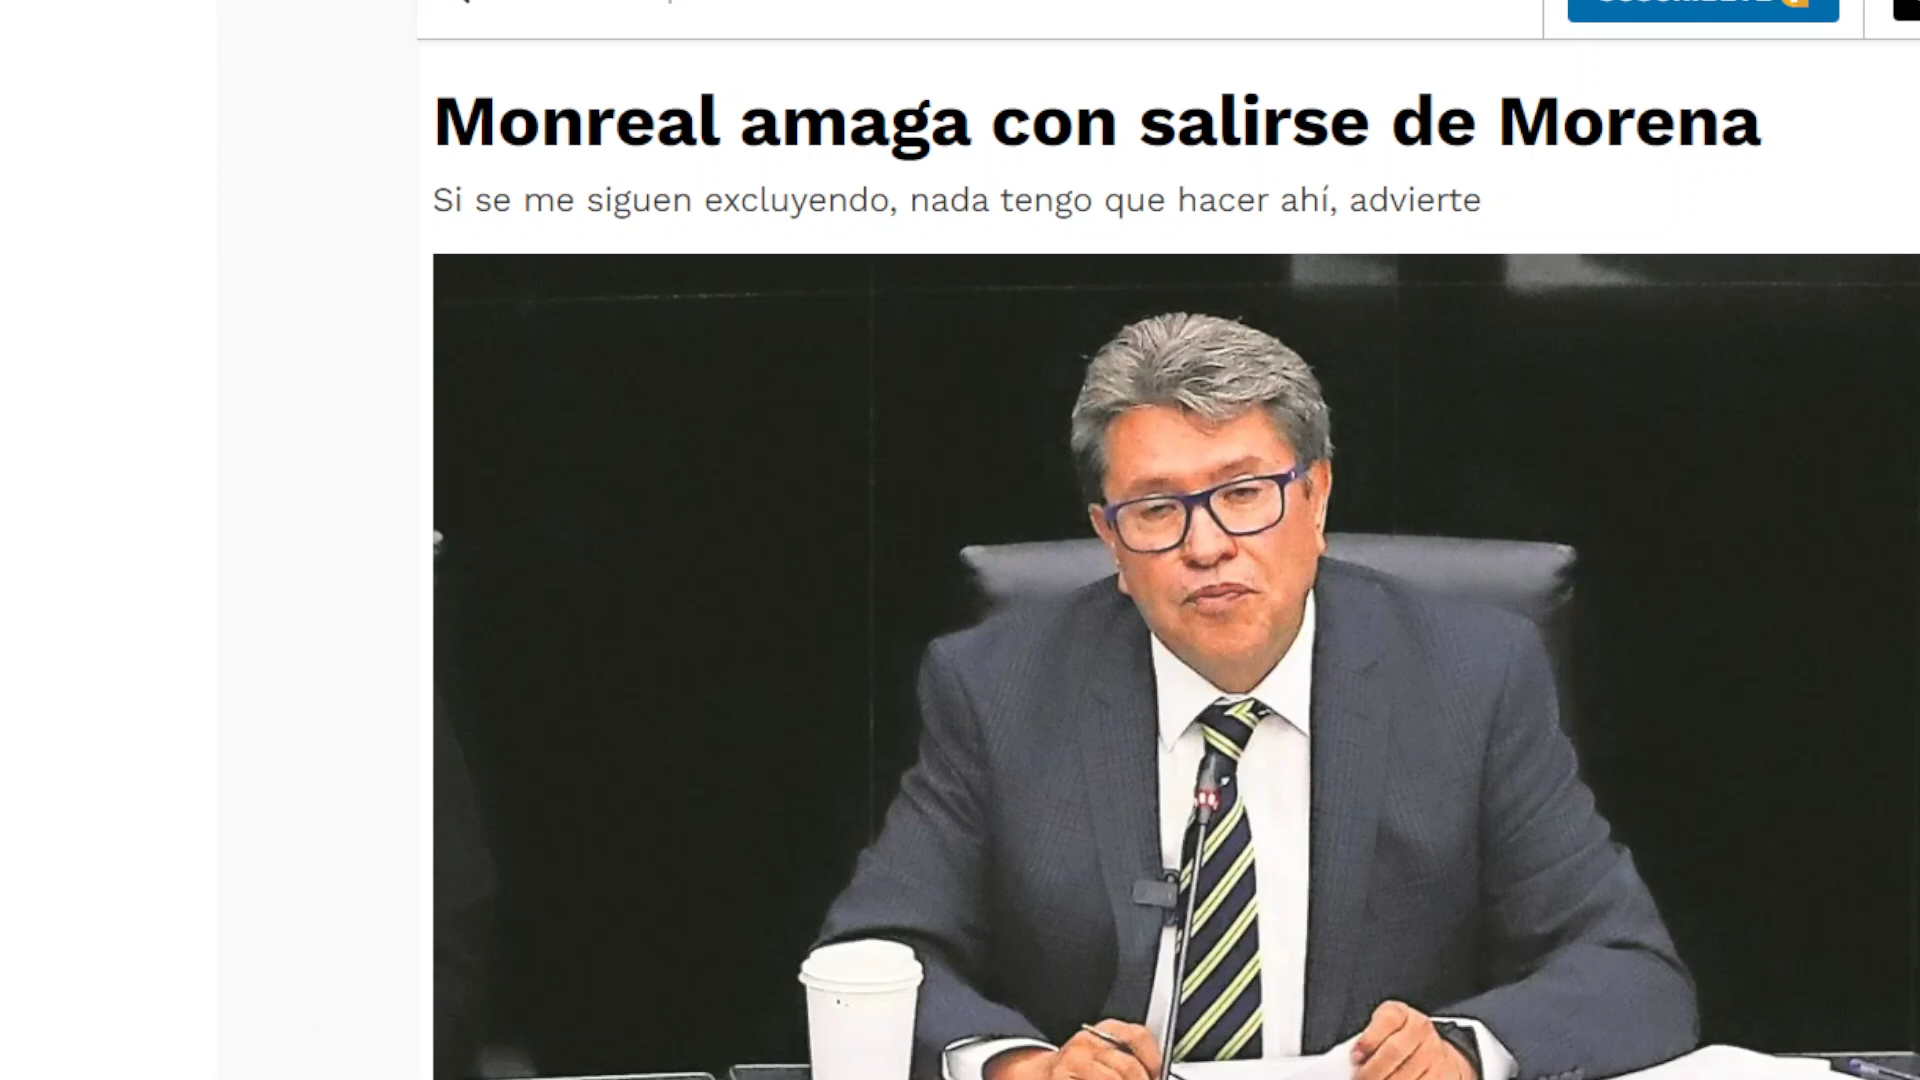 Monreal amaga con salirse de Morena
Si se me siguen excluyendo, nada tengo que hacer ahí, advierte